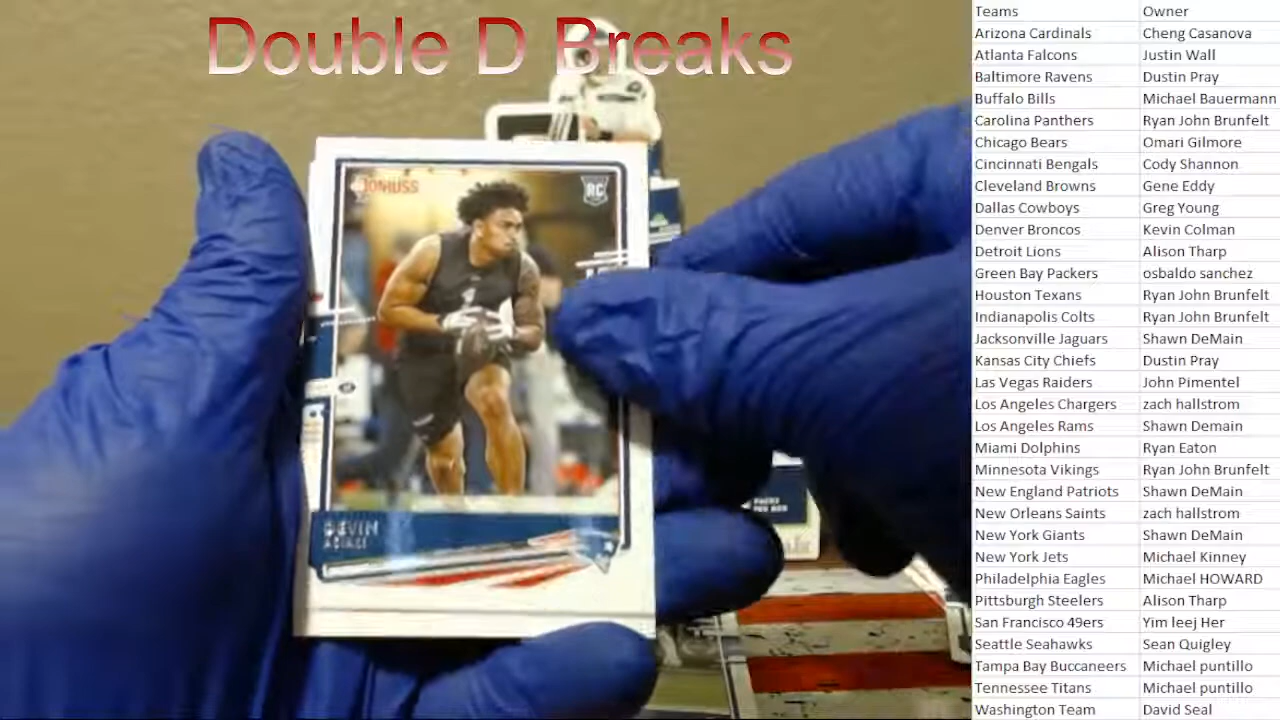 Double D Breaks
Teams Owner
Arizona Cardinals Cheng Casanova
Atlanta Falcons Justin Wall
Baltimore Ravens Dustin Pray
Buffalo Bills Michael Bauermann
Carolina Panthers Ryan John Brunfelt
Chicago Bears Omari Gilmore
Cincinnati Bengals Cody Shannon
Cleveland Browns Gene Eddy
Dallas Cowboys Greg Young
Denver Broncos Kevin Colman
Detroit Lions Alison Tharp
Green Bay Packers osbaldo sanchez
Houston Texans Ryan John Brunfelt
Indianapolis Colts Ryan John Brunfelt
Jacksonville Jaguars Shawn DeMain
Kansas City Chiefs Dustin Pray
Las Vegas Raiders John Pimentel
Los Angeles Chargers zach hallstrom
Los Angeles Rams Shawn Demain
Miami Dolphins Ryan Eaton
Minnesota Vikings Ryan John Brunfelt
New England Patriots Shawn DeMain
New Orleans Saints zach hallstrom
New York Giants Shawn DeMain
New York Jets Michael Kinney
Philadelphia Eagles Michael HOWARD
Pittsburgh Steelers Alison Tharp
San Francisco 49ers Yim leej Her
Seattle Seahawks Sean Quigley
Tampa Bay Buccaneers Michael puntillo
Tennessee Titans Michael puntillo
Washington Team David Seal
DONRUSS
RC
DEVIN